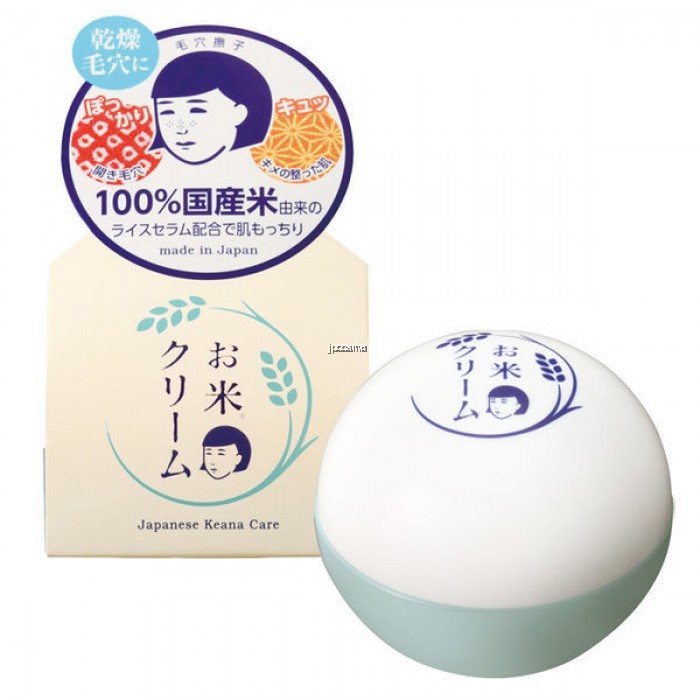 乾燥
毛穴に
毛穴撫子
ぽっかり
開き毛穴
キュッ
キメの整った肌
100%国産米由来の
ライスセラム配合で肌もっちり
made in Japan
お米
クリーム
Japanese Keana Care
お米
クリーム